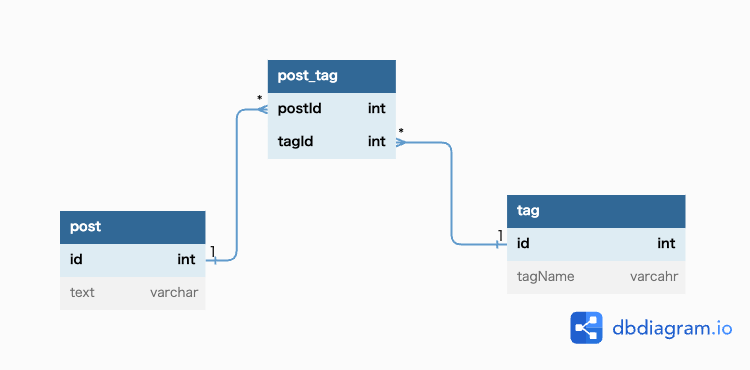 post_tag
* postId int
tagId int *
post
id int 1
text varchar
tag
1 id int
tagName varcahr
dbdiagram.io